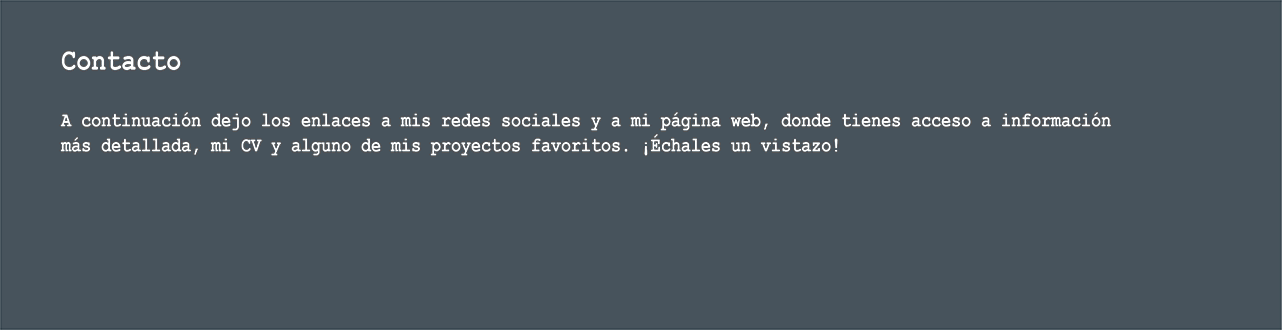 Contacto
A continuación dejo los enlaces a mis redes sociales y a mi página web, donde tienes acceso a información
más detallada, mi CV y alguno de mis proyectos favoritos. ¡Échales un vistazo!